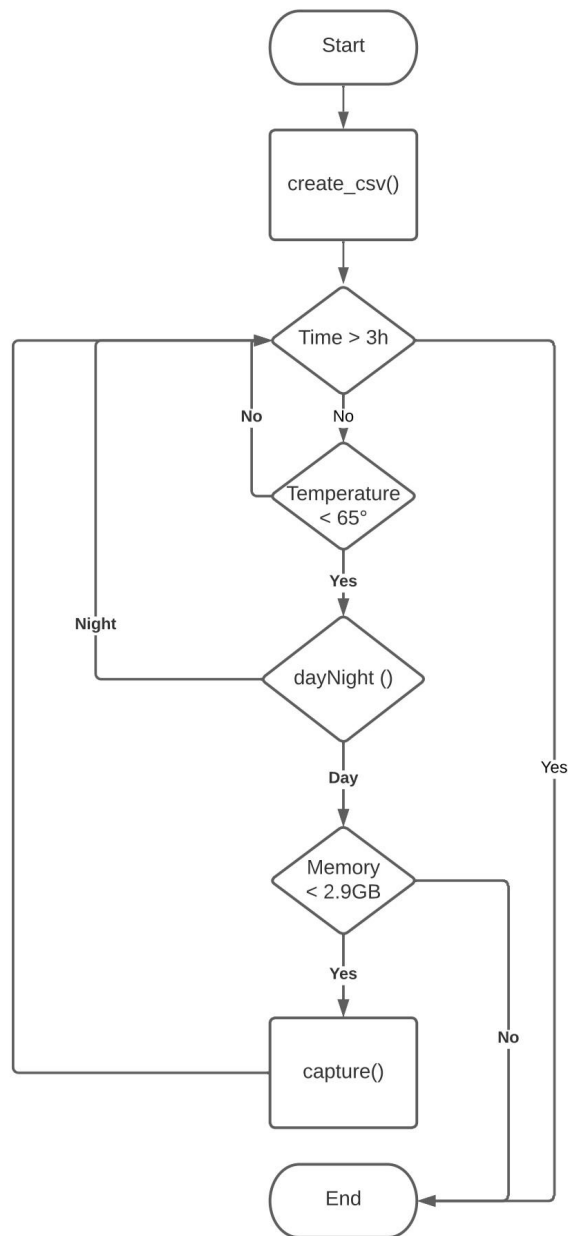 Start
create_csv()
Time > 3h
No
No
Temperature
< 65°
Yes
Night
dayNight ()
Yes
Day
Memory
< 2.9GB
Yes
No
capture()
End